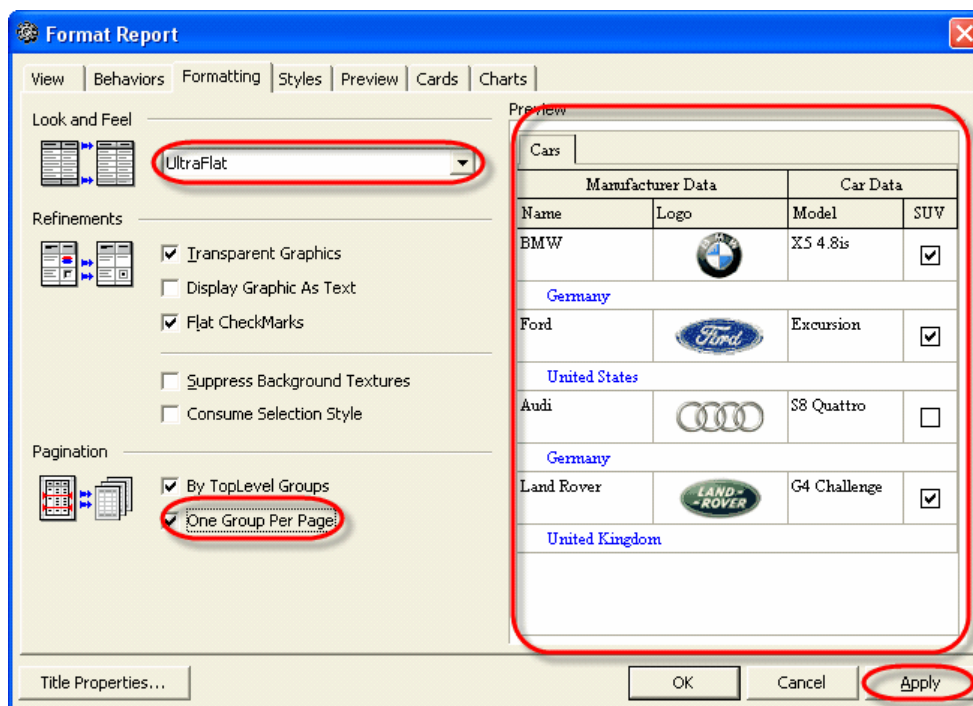 Format Report
View Behaviors Formatting Styles Preview Cards Charts
Look and Feel
UltraFlat
Refinements
Transparent Graphics
Display Graphic As Text
Flat CheckMarks
Suppress Background Textures
Consume Selection Style
Pagination
By TopLevel Groups
One Group Per Page
Preview
Cars
Manufacturer Data Car Data
Name Logo Model SUV
BMW BMW X5 4.8is
Germany
Ford Ford Excursion
United States
Audi S8 Quattro
Germany
Land Rover LAND-ROVER G4 Challenge
United Kingdom
Title Properties... OK Cancel Apply